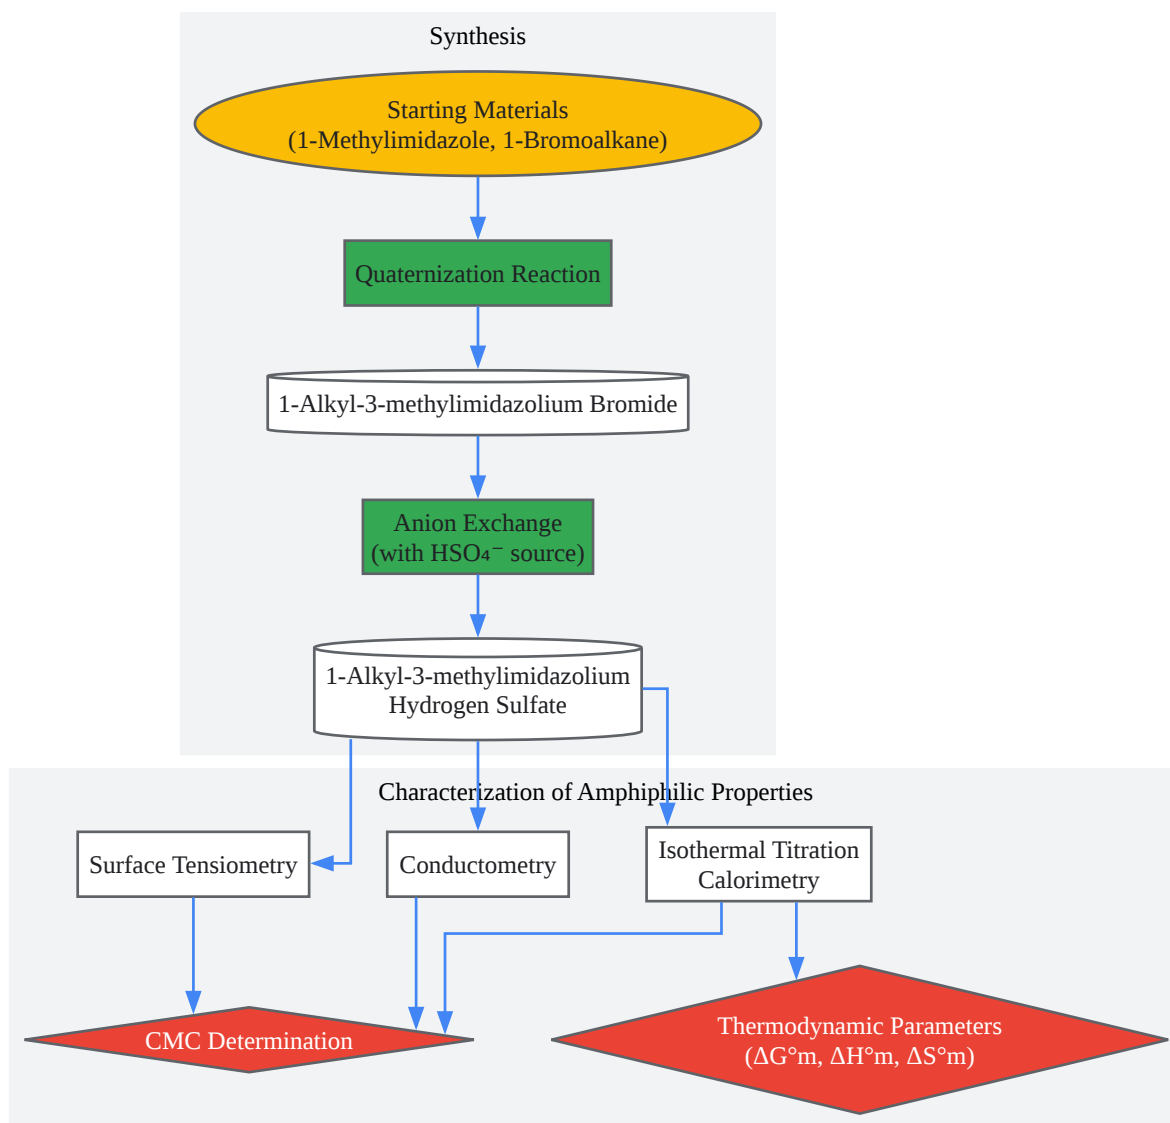 Synthesis
Starting Materials
(1-Methylimidazole, 1-Bromoalkane)
Quaternization Reaction
1-Alkyl-3-methylimidazolium Bromide
Anion Exchange
(with HSO₄⁻ source)
1-Alkyl-3-methylimidazolium
Hydrogen Sulfate
Characterization of Amphiphilic Properties
Surface Tensiometry
Conductometry
Isothermal Titration
Calorimetry
CMC Determination
Thermodynamic Parameters
(ΔG°m, ΔH°m, ΔS°m)